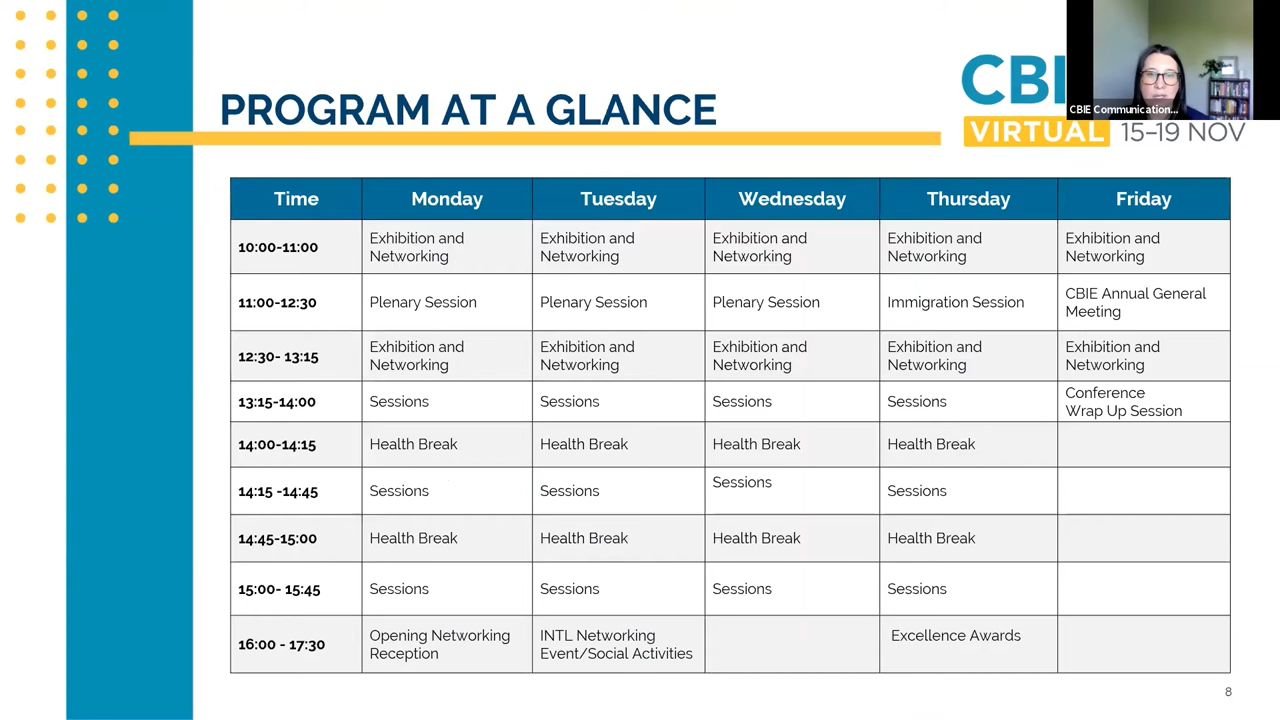 CBIE Communication...
PROGRAM AT A GLANCE
CBI
VIRTUAL 15–19 NOV
Time Monday Tuesday Wednesday Thursday Friday
10:00-11:00 Exhibition and Networking Exhibition and Networking Exhibition and Networking Exhibition and Networking Exhibition and Networking
11:00-12:30 Plenary Session Plenary Session Plenary Session Immigration Session CBIE Annual General Meeting
12:30- 13:15 Exhibition and Networking Exhibition and Networking Exhibition and Networking Exhibition and Networking Exhibition and Networking
13:15-14:00 Sessions Sessions Sessions Sessions Conference Wrap Up Session
14:00-14:15 Health Break Health Break Health Break Health Break
14:15 -14:45 Sessions Sessions Sessions Sessions
14:45-15:00 Health Break Health Break Health Break Health Break
15:00- 15:45 Sessions Sessions Sessions Sessions
16:00 - 17:30 Opening Networking Reception INTL Networking Event/Social Activities Excellence Awards
8